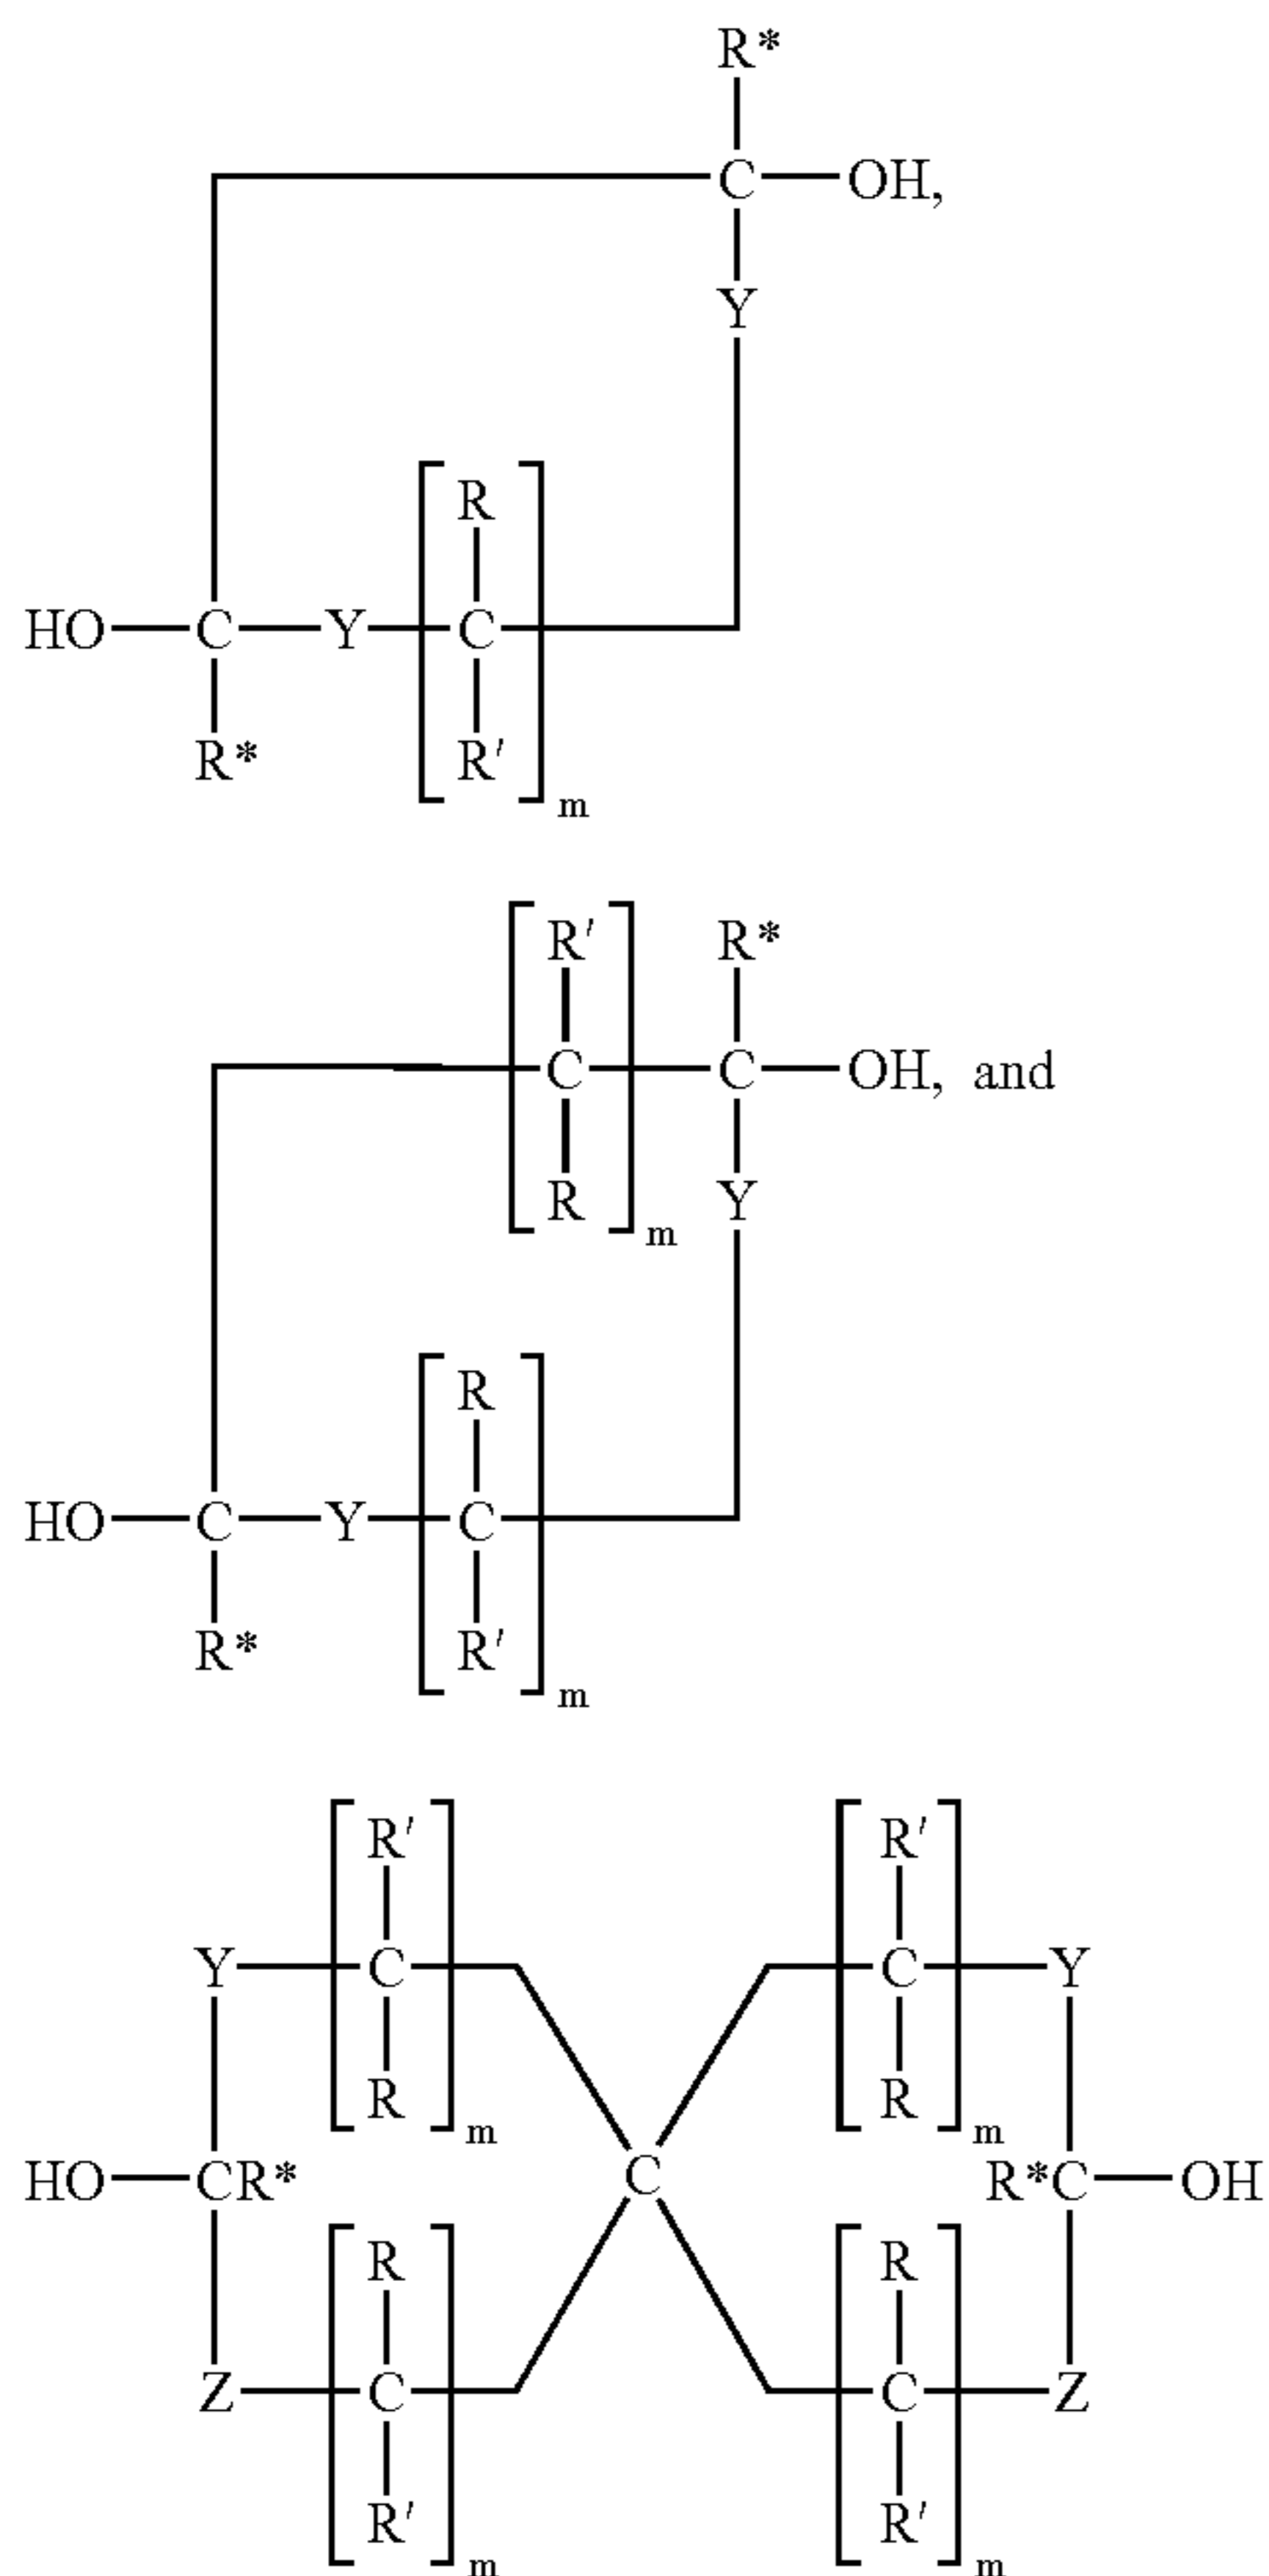 R*
C OH,
Y
R
HO C Y C
R* R'
m
R' R*
C C OH, and
R Y
m
R
HO C Y C
R* R'
m
R' R'
Y C C Y
R R
m m
HO CR* C R*C OH
R R
Z C C Z
R' R'
m m